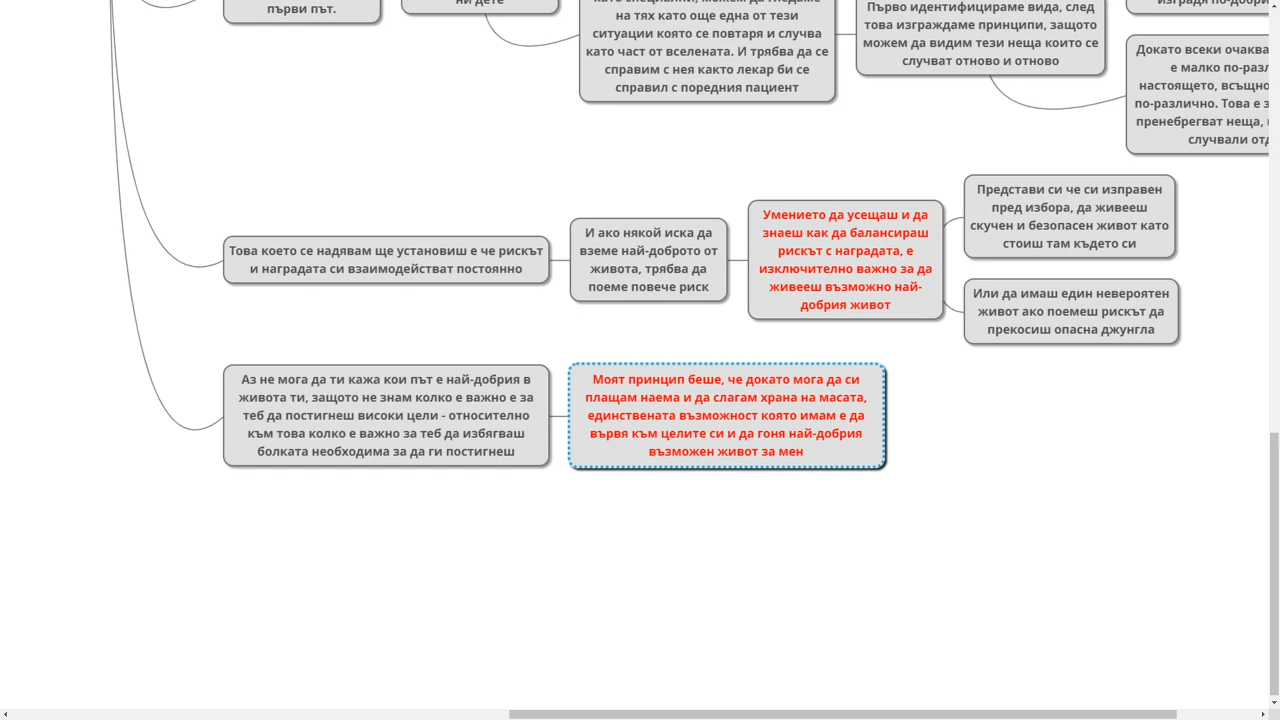 първи път.
ни дете
на тях като още една от тези
ситуации която се повтаря и случва
като част от вселената. И трябва да се
справим с нея както лекар би се
справил с поредния пациент
Първо идентифицираме вида, след
това изграждаме принципи, защото
можем да видим тези неща които се
случват отново и отново
Докато всеки очаква
е малко по-разл
настоящето, всъщно
по-различно. Това е з
пренебрегват неща,
случвали отд
Това което се надявам ще установиш е че рискът
и наградата си взаимодействат постоянно
И ако някой иска да
вземе най-доброто от
живота, трябва да
поеме повече риск
Умението да усещаш и да
знаеш как да балансираш
рискът с наградата, е
изключително важно за да
живееш възможно най-
добрия живот
Представи си че си изправен
пред избора, да живееш
скучен и безопасен живот като
стоиш там където си
Или да имаш един невероятен
живот ако поемеш рискът да
прекосиш опасна джунгла
Аз не мога да ти кажа кои път е най-добрия в
живота ти, защото не знам колко е важно е за
теб да постигнеш високи цели - относително
към това колко е важно за теб да избягваш
болката необходима за да ги постигнеш
Моят принцип беше, че докато мога да си
плащам наема и да слагам храна на масата,
единствената възможност която имам е да
вървя към целите си и да гоня най-добрия
възможен живот за мен